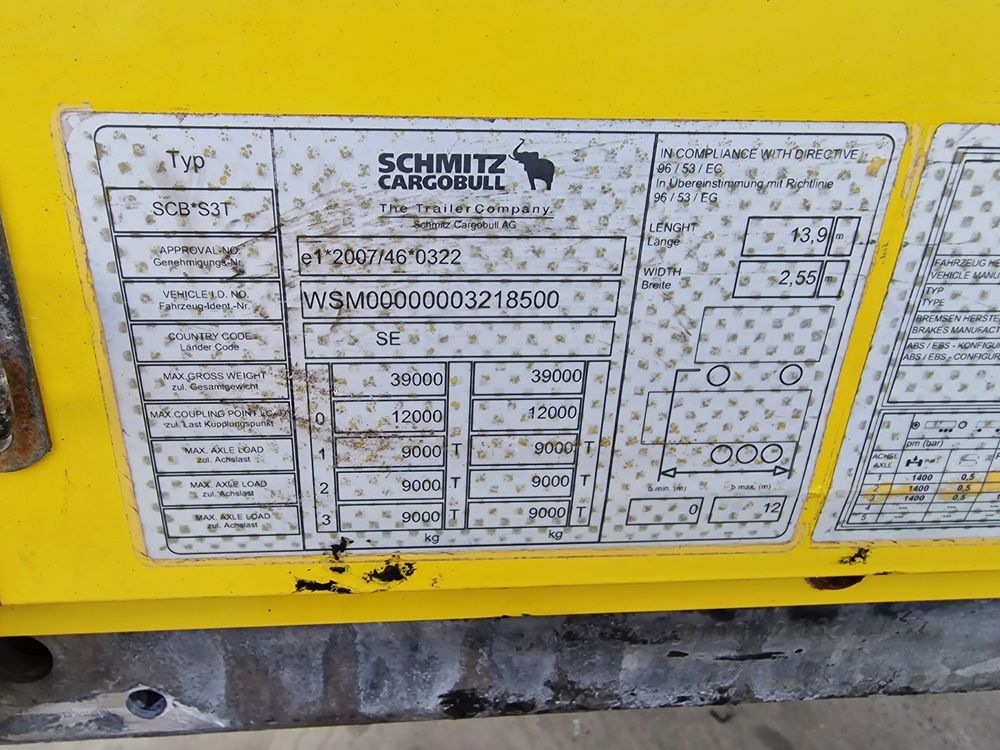 Typ
SCB*S3T
APPROVAL-NO.
Genehmigungs-Nr.
VEHICLE I.D. NO.
Fahrzeug-Ident.-Nr.
COUNTRY CODE
Länder Code
MAX.GROSS WEIGHT
zul. Gesamtgewicht
MAX.COUPLING POINT LOAD
zul. Last Kupplungspunkt
MAX. AXLE LOAD
zul. Achslast
MAX. AXLE LOAD
zul. Achslast
MAX. AXLE LOAD
zul. Achslast
SCHMITZ
CARGOBULL
The Trailer Company.
Schmitz Cargobull AG
e1*2007/46*0322
WSM00000003218500
SE
39000 39000
0 12000 12000
1 9000 T 9000 T
2 9000 T 9000 T
3 9000 T 9000 T
kg kg
IN COMPLIANCE WITH DIRECTIVE
96 / 53 / EC
In Übereinstimmung mit Richtlinie
96 / 53 / EG
LENGHT
Länge
13,9 m
WIDTH
Breite
2,55 m
b min. (m) b max. (m)
0 12
FAHRZEUG HE
VEHICLE MANU
TYP
TYPE
BREMSEN HERSTE
BRAKES MANUFACT
ABS / EBS - KONFIGUR
ABS / EBS - CONFIGUR
pm (bar)
ACHSE
AXLE
1 1400 0,5
2 1400 0,5
3 1400 0,5
4 --- ---
5 --- ---